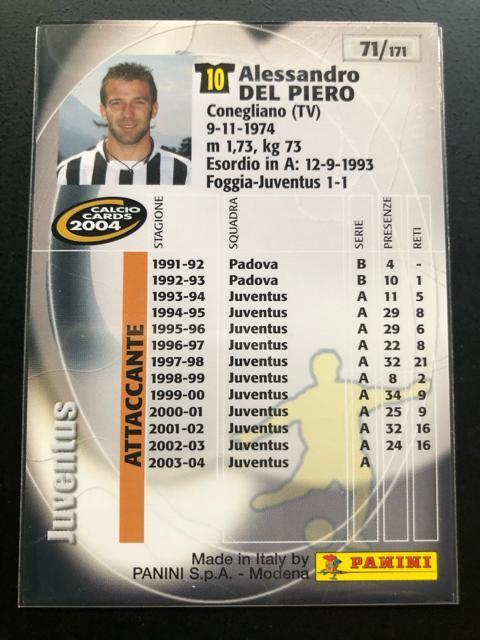 71/171
10 Alessandro
DEL PIERO
Conegliano (TV)
9-11-1974
m 1,73, kg 73
Esordio in A: 12-9-1993
Foggia-Juventus 1-1
CALCIO
CARDS
2004
STAGIONE SQUADRA SERIE PRESENZE RETI
1991-92 Padova B 4 -
1992-93 Padova B 10 1
1993-94 Juventus A 11 5
1994-95 Juventus A 29 8
1995-96 Juventus A 29 6
1996-97 Juventus A 22 8
1997-98 Juventus A 32 21
1998-99 Juventus A 8 2
1999-00 Juventus A 34 9
2000-01 Juventus A 25 9
2001-02 Juventus A 32 16
2002-03 Juventus A 24 16
2003-04 Juventus A
ATTACCANTE
Juventus
Made in Italy by
PANINI S.p.A. - Modena
PANINI